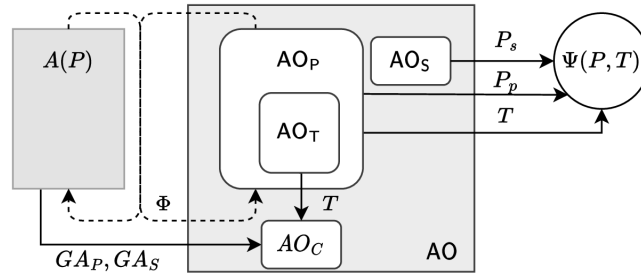 A(P)
AO_P
AO_S
P_s
Ψ(P, T)
P_p
AO_T
T
Φ
T
AO_C
AO
GA_P, GA_S